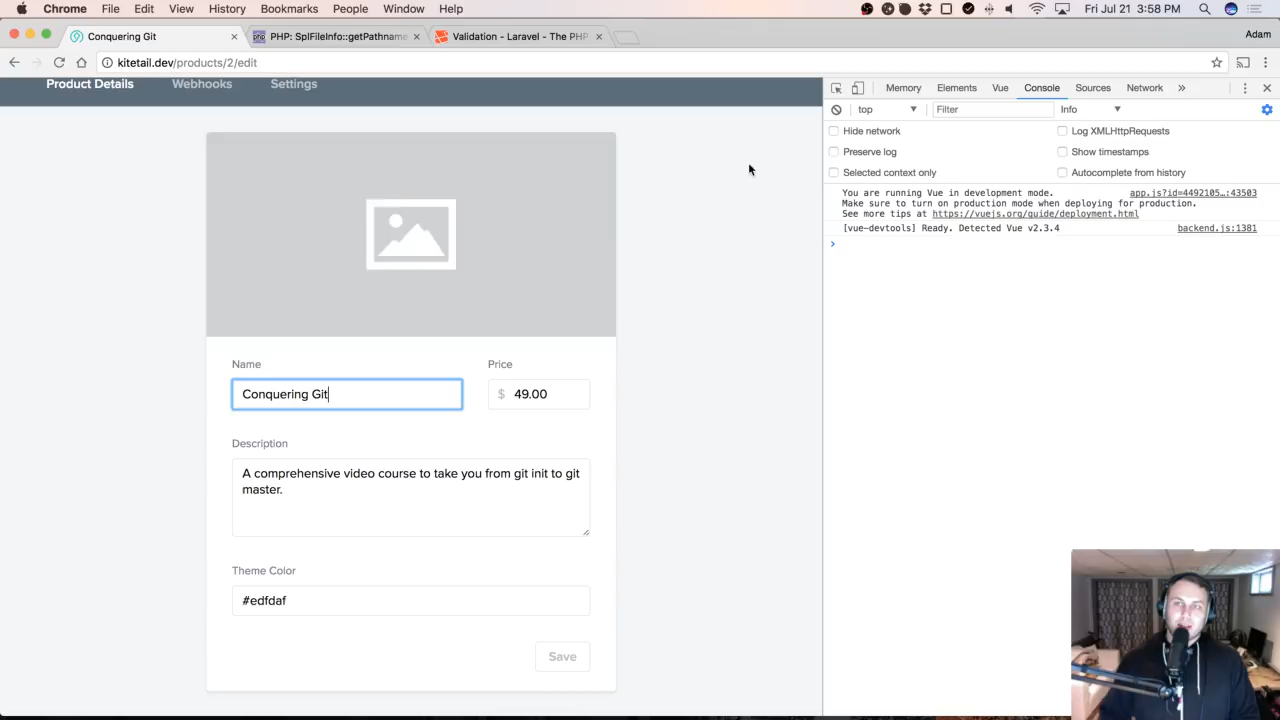 Chrome File Edit View History Bookmarks People Window Help Fri Jul 21 3:58 PM
Conquering Git
PHP: SplFileInfo::getPathname
Validation - Laravel - The PHP
Adam
kitetail.dev/products/2/edit
Product Details Webhooks Settings
Name Price
Conquering Git $ 49.00
Description
A comprehensive video course to take you from git init to git
master.
Theme Color
#edfdaf
Save
Memory Elements Vue Console Sources Network »
top Filter Info
Hide network Log XMLHttpRequests
Preserve log Show timestamps
Selected context only Autocomplete from history
You are running Vue in development mode. app.js?id=4492105…:43503
Make sure to turn on production mode when deploying for production.
See more tips at https://vuejs.org/guide/deployment.html
[vue-devtools] Ready. Detected Vue v2.3.4 backend.js:1381